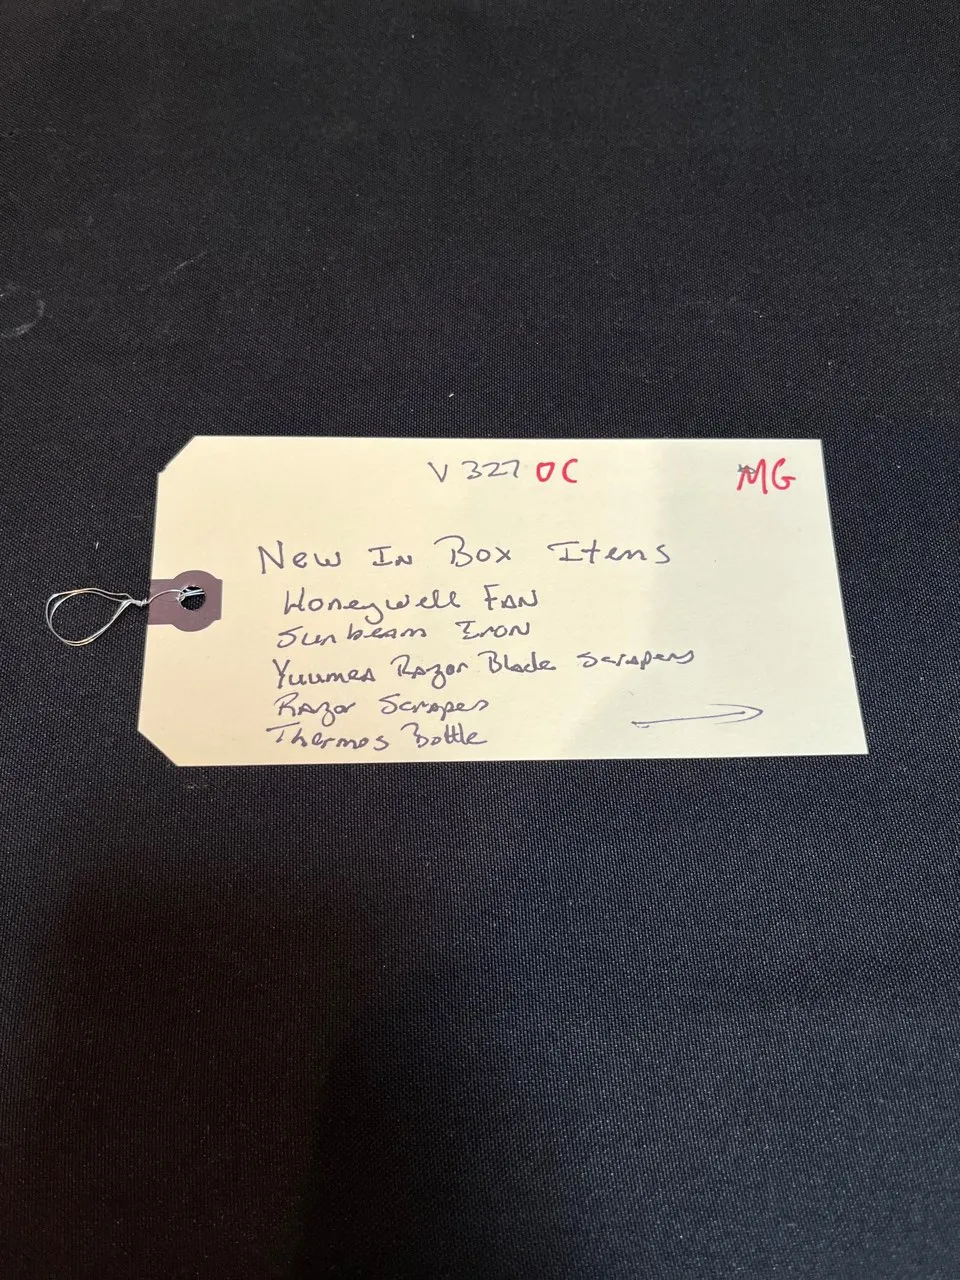 V327 OC MG
New In Box Items
Honeywell Fan
Sunbeam Iron
Yuumea Razor Blade Scrapers
Razor Scrapes
Thermos Bottle